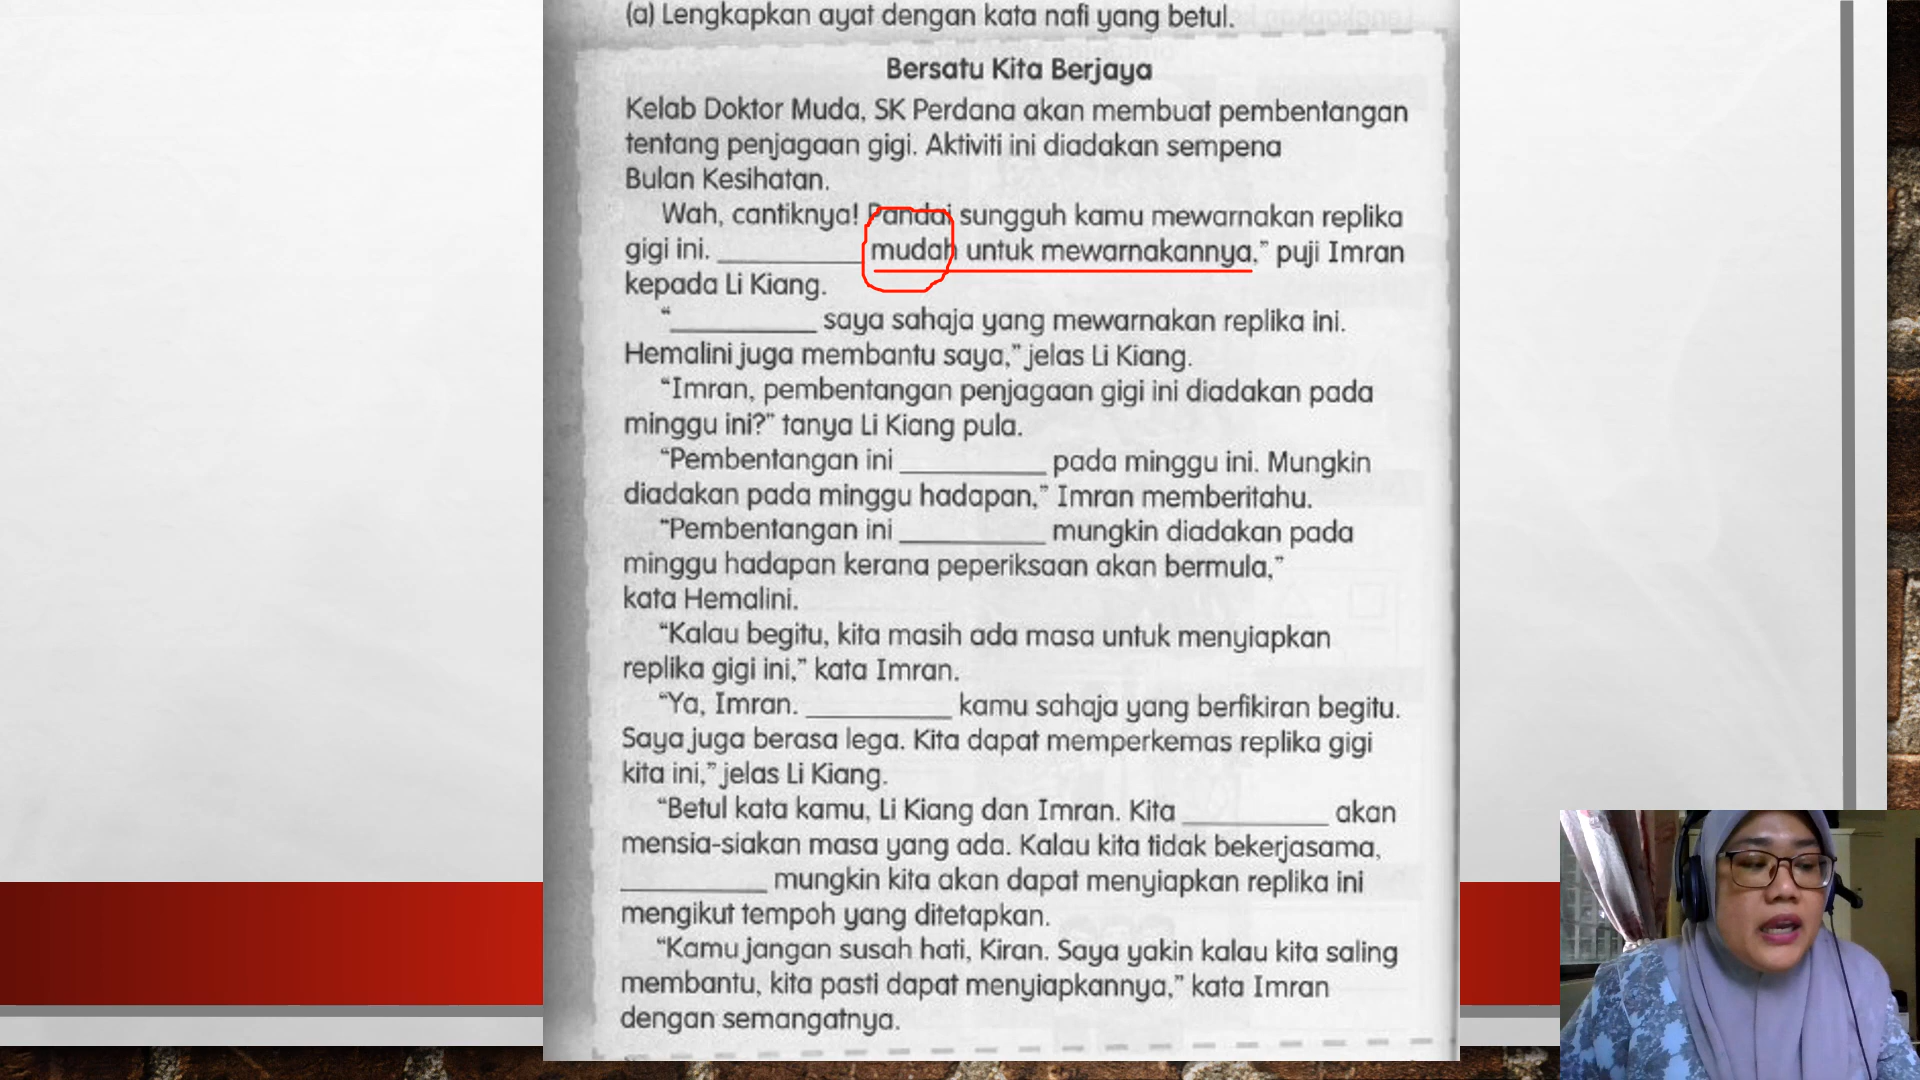 (a) Lengkapkan ayat dengan kata nafi yang betul.
Bersatu Kita Berjaya
Kelab Doktor Muda, SK Perdana akan membuat pembentangan
tentang penjagaan gigi. Aktiviti ini diadakan sempena
Bulan Kesihatan.
Wah, cantiknya! Pandai sungguh kamu mewarnakan replika
gigi ini. __________ mudah untuk mewarnakannya,” puji Imran
kepada Li Kiang.
“__________ saya sahaja yang mewarnakan replika ini.
Hemalini juga membantu saya,” jelas Li Kiang.
“Imran, pembentangan penjagaan gigi ini diadakan pada
minggu ini?” tanya Li Kiang pula.
“Pembentangan ini __________ pada minggu ini. Mungkin
diadakan pada minggu hadapan,” Imran memberitahu.
“Pembentangan ini __________ mungkin diadakan pada
minggu hadapan kerana peperiksaan akan bermula,”
kata Hemalini.
“Kalau begitu, kita masih ada masa untuk menyiapkan
replika gigi ini,” kata Imran.
“Ya, Imran. __________ kamu sahaja yang berfikiran begitu.
Saya juga berasa lega. Kita dapat memperkemas replika gigi
kita ini,” jelas Li Kiang.
“Betul kata kamu, Li Kiang dan Imran. Kita __________ akan
mensia-siakan masa yang ada. Kalau kita tidak bekerjasama,
__________ mungkin kita akan dapat menyiapkan replika ini
mengikut tempoh yang ditetapkan.
“Kamu jangan susah hati, Kiran. Saya yakin kalau kita saling
membantu, kita pasti dapat menyiapkannya,” kata Imran
dengan semangatnya.